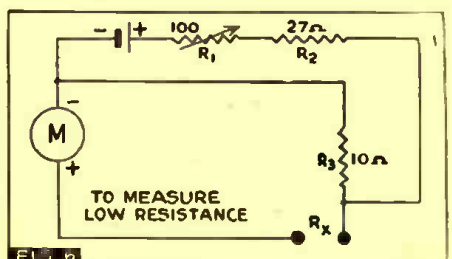 - + 100 27Ω
R1 R2
-
M
+
R3 10Ω
TO MEASURE
LOW RESISTANCE RX